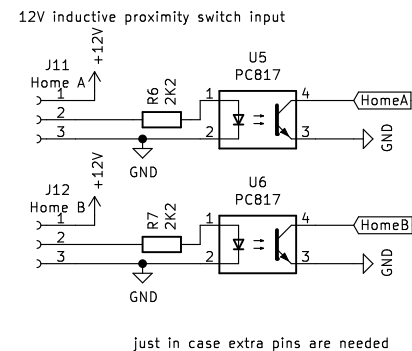 12V inductive proximity switch input
+12V
J11
Home A
1
2
3
R6
2K2
GND
U5
PC817
1
2
4
3
HomeA
GND
+12V
J12
Home B
1
2
3
R7
2K2
GND
U6
PC817
1
2
4
3
HomeB
GND
just in case extra pins are needed